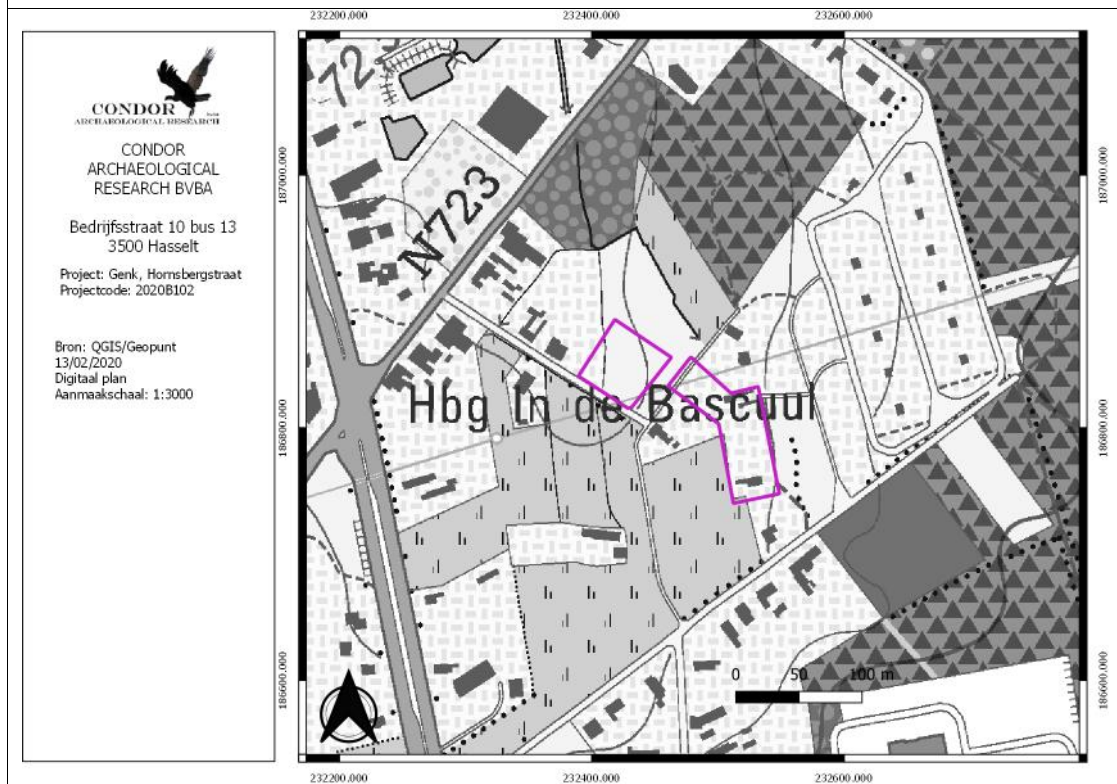 CONDOR
ARCHAEOLOGICAL RESEARCH
CONDOR
ARCHAEOLOGICAL
RESEARCH BVBA
Bedrijfsstraat 10 bus 13
3500 Hasselt
Project: Genk, Hornsbergstraat
Projectcode: 2020B102
Bron: QGIS/Geopunt
13/02/2020
Digitaal plan
Aanmaakschaal: 1:3000
232200.000
232400.000
232600.000
187000.000
187000.000
N723
Hbg In de Bascuul
186800.000
186800.000
0 50 100 m
186600.000
186600.000
232200.000
232400.000
232600.000